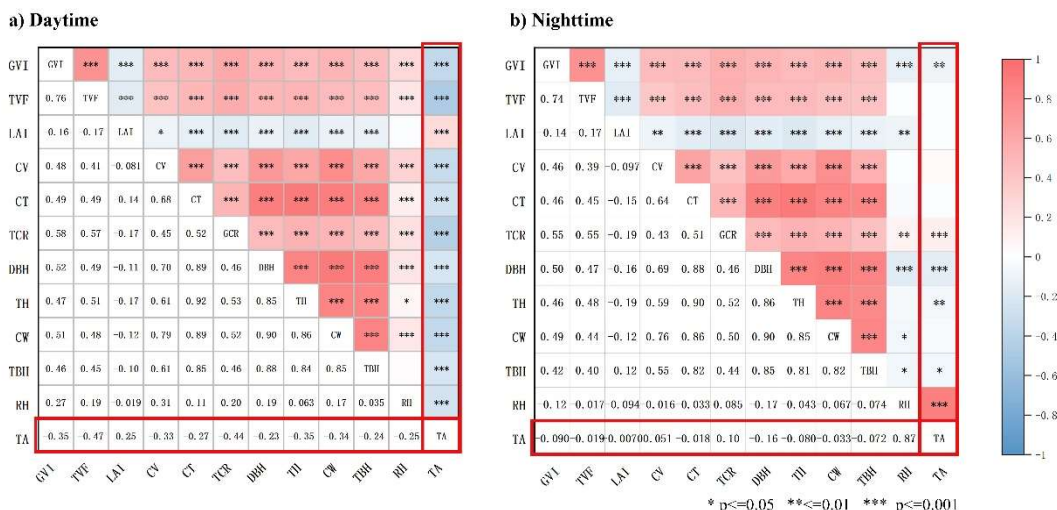 a) Daytime
GVI GVI *** *** *** *** *** *** *** *** *** *** ***
TVF 0.76 TVF *** *** *** *** *** *** *** *** *** ***
LAI -0.16 -0.17 LAI * *** *** *** *** *** *** ***
CV 0.48 0.41 -0.081 CV *** *** *** *** *** *** *** ***
CT 0.49 0.49 -0.14 0.68 CT *** *** *** *** *** *** ***
TCR 0.58 0.57 -0.17 0.45 0.52 GCR *** *** *** *** *** ***
DBH 0.52 0.49 -0.11 0.70 0.89 0.46 DBH *** *** *** *** ***
TH 0.47 0.51 -0.17 0.61 0.92 0.53 0.85 TH *** *** * ***
CW 0.51 0.48 -0.12 0.79 0.89 0.52 0.90 0.86 CW *** *** ***
TBH 0.46 0.45 -0.10 0.61 0.85 0.46 0.88 0.84 0.85 TBH ***
RH 0.27 0.19 -0.019 0.31 0.11 0.20 0.19 0.063 0.17 0.035 RH ***
TA -0.35 -0.47 0.25 -0.33 -0.27 -0.44 -0.23 -0.35 -0.34 -0.24 -0.25 TA
GVI TVF LAI CV CT TCR DBH TH CW TBH RH TA
b) Nighttime
GVI GVI *** *** *** *** *** *** *** *** *** *** **
TVF 0.74 TVF *** *** *** *** *** *** *** ***
LAI -0.14 -0.17 LAI ** *** *** *** *** *** *** **
CV 0.46 0.39 -0.097 CV *** *** *** *** *** ***
CT 0.46 0.45 -0.15 0.64 CT *** *** *** *** ***
TCR 0.55 0.55 -0.19 0.43 0.51 GCR *** *** *** *** ** ***
DBH 0.50 0.47 -0.16 0.69 0.88 0.46 DBH *** *** *** *** ***
TH 0.46 0.48 -0.19 0.59 0.90 0.52 0.86 TH *** *** **
CW 0.49 0.44 -0.12 0.76 0.86 0.50 0.90 0.85 CW *** *
TBH 0.42 0.40 -0.12 0.55 0.82 0.44 0.85 0.81 0.82 TBH * *
RH -0.12 -0.017 -0.094 -0.016 -0.033 0.085 -0.17 -0.043 -0.067 -0.074 RH ***
TA -0.090 -0.019 -0.0070 0.051 -0.018 0.10 -0.16 -0.080 -0.033 -0.072 0.87 TA
GVI TVF LAI CV CT TCR DBH TH CW TBH RH TA
1
0.8
0.6
0.4
0.2
0
-0.2
-0.4
-0.6
-0.8
-1
* p<=0.05 **<=0.01 *** p<=0.001